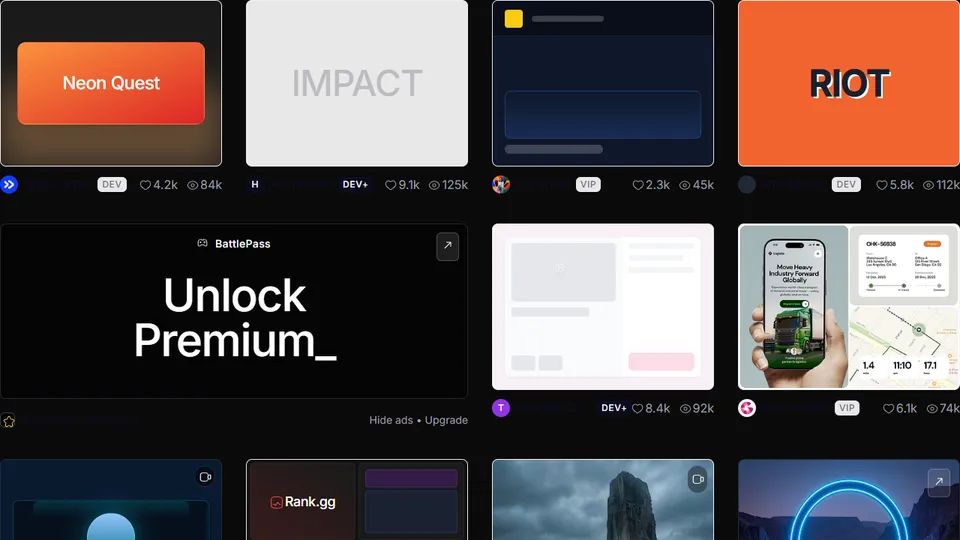 Neon Quest
IMPACT
RIOT
DEV 4.2k 84k
H DEV+ 9.1k 125k
VIP 2.3k 45k
DEV 5.8k 112k
BattlePass
Unlock
Premium_
Hide ads • Upgrade
T DEV+ 8.4k 92k
Move Heavy
Industry Forward
Globally
OHK-56838
1.4
11:10
17.1
VIP 6.1k 74k
Rank.gg